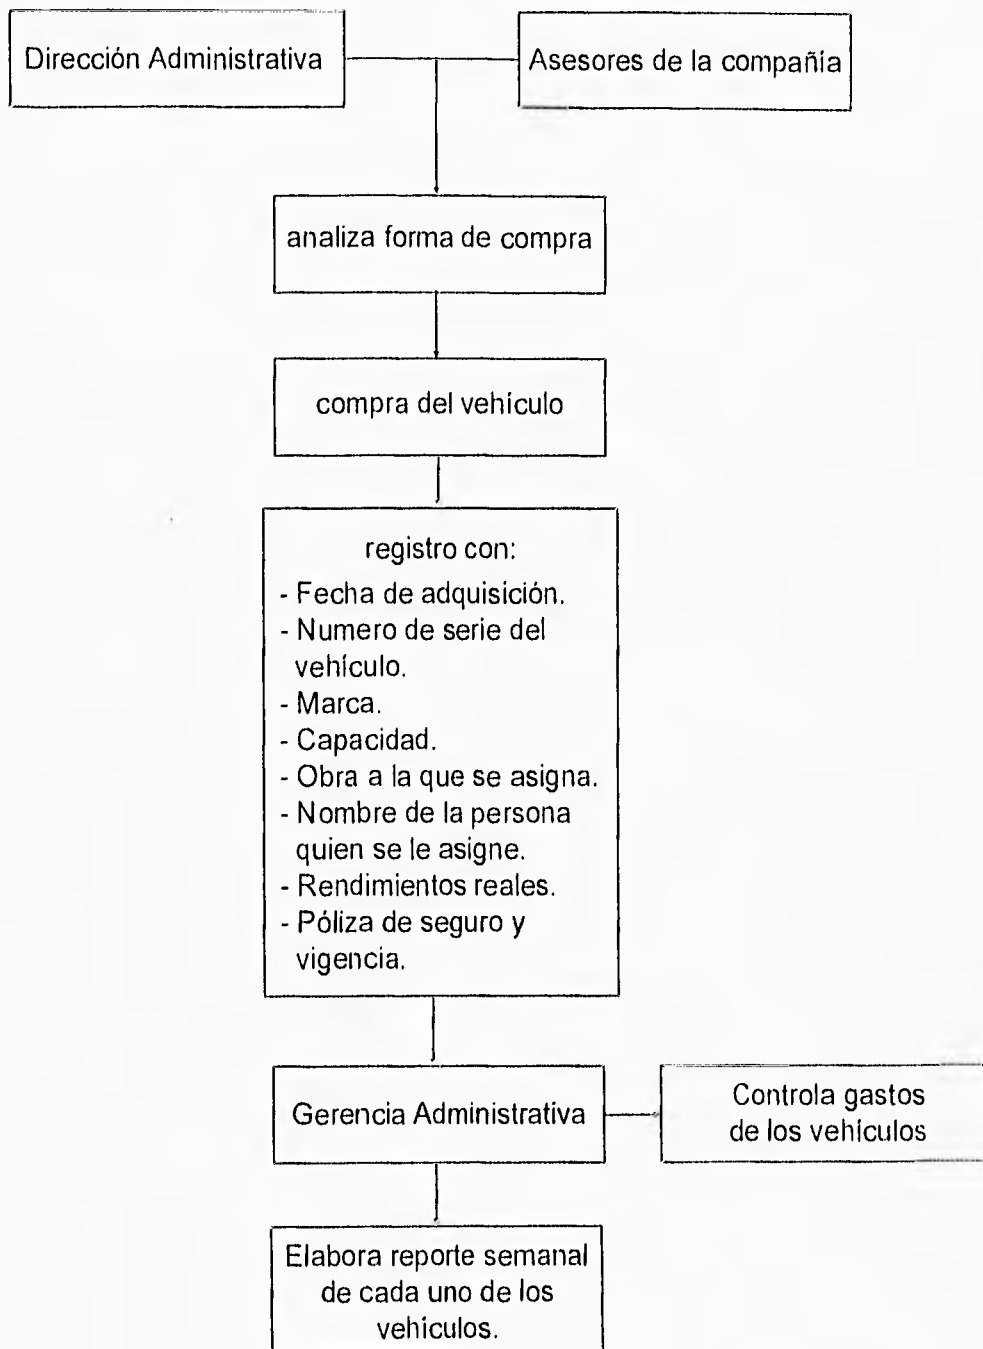 Dirección Administrativa
Asesores de la compañía
analiza forma de compra
compra del vehículo
registro con:
- Fecha de adquisición.
- Numero de serie del
vehículo.
- Marca.
- Capacidad.
- Obra a la que se asigna.
- Nombre de la persona
quien se le asigne.
- Rendimientos reales.
- Póliza de seguro y
vigencia.
Gerencia Administrativa
Controla gastos
de los vehículos
Elabora reporte semanal
de cada uno de los
vehículos.